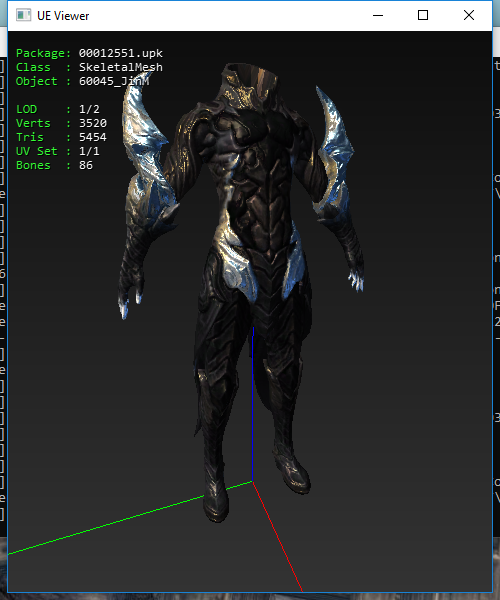 UE Viewer
Package: 00012551.upk
Class : SkeletalMesh
Object : 60045_JinM
LOD : 1/2
Verts : 3520
Tris : 5454
UV Set : 1/1
Bones : 86